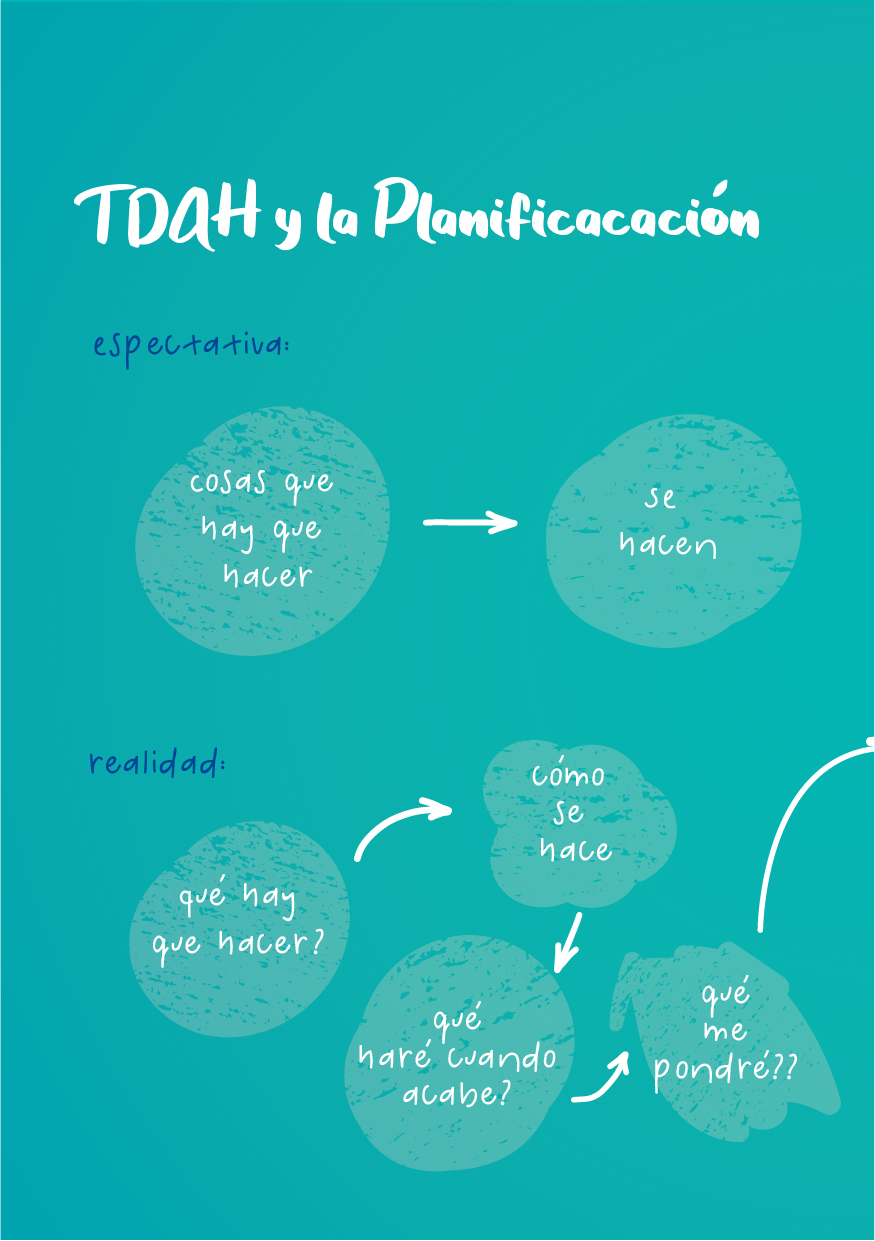 TDAH y la Planificacación
espectativa:
cosas que
hay que
hacer
se
hacen
realidad:
qué hay
que hacer?
cómo
se
hace
qué
haré cuando
acabe?
qué
me
pondré??